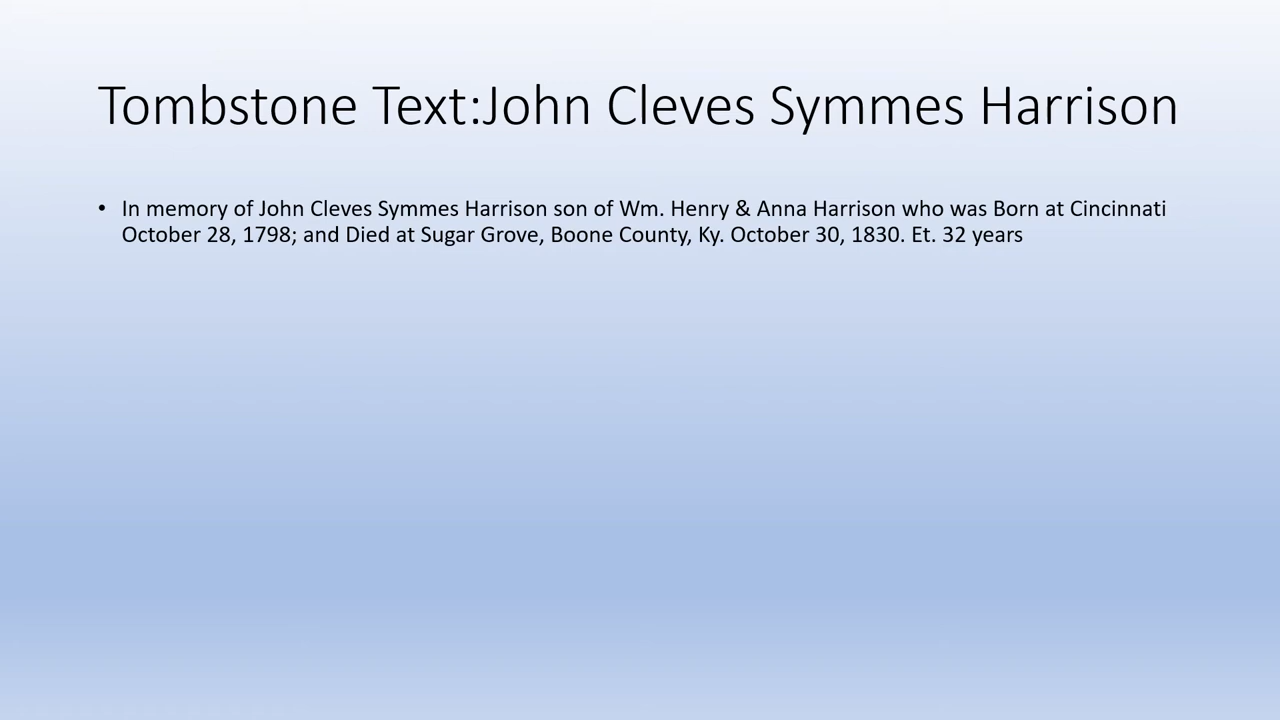 Tombstone Text:John Cleves Symmes Harrison
• In memory of John Cleves Symmes Harrison son of Wm. Henry & Anna Harrison who was Born at Cincinnati
October 28, 1798; and Died at Sugar Grove, Boone County, Ky. October 30, 1830. Et. 32 years